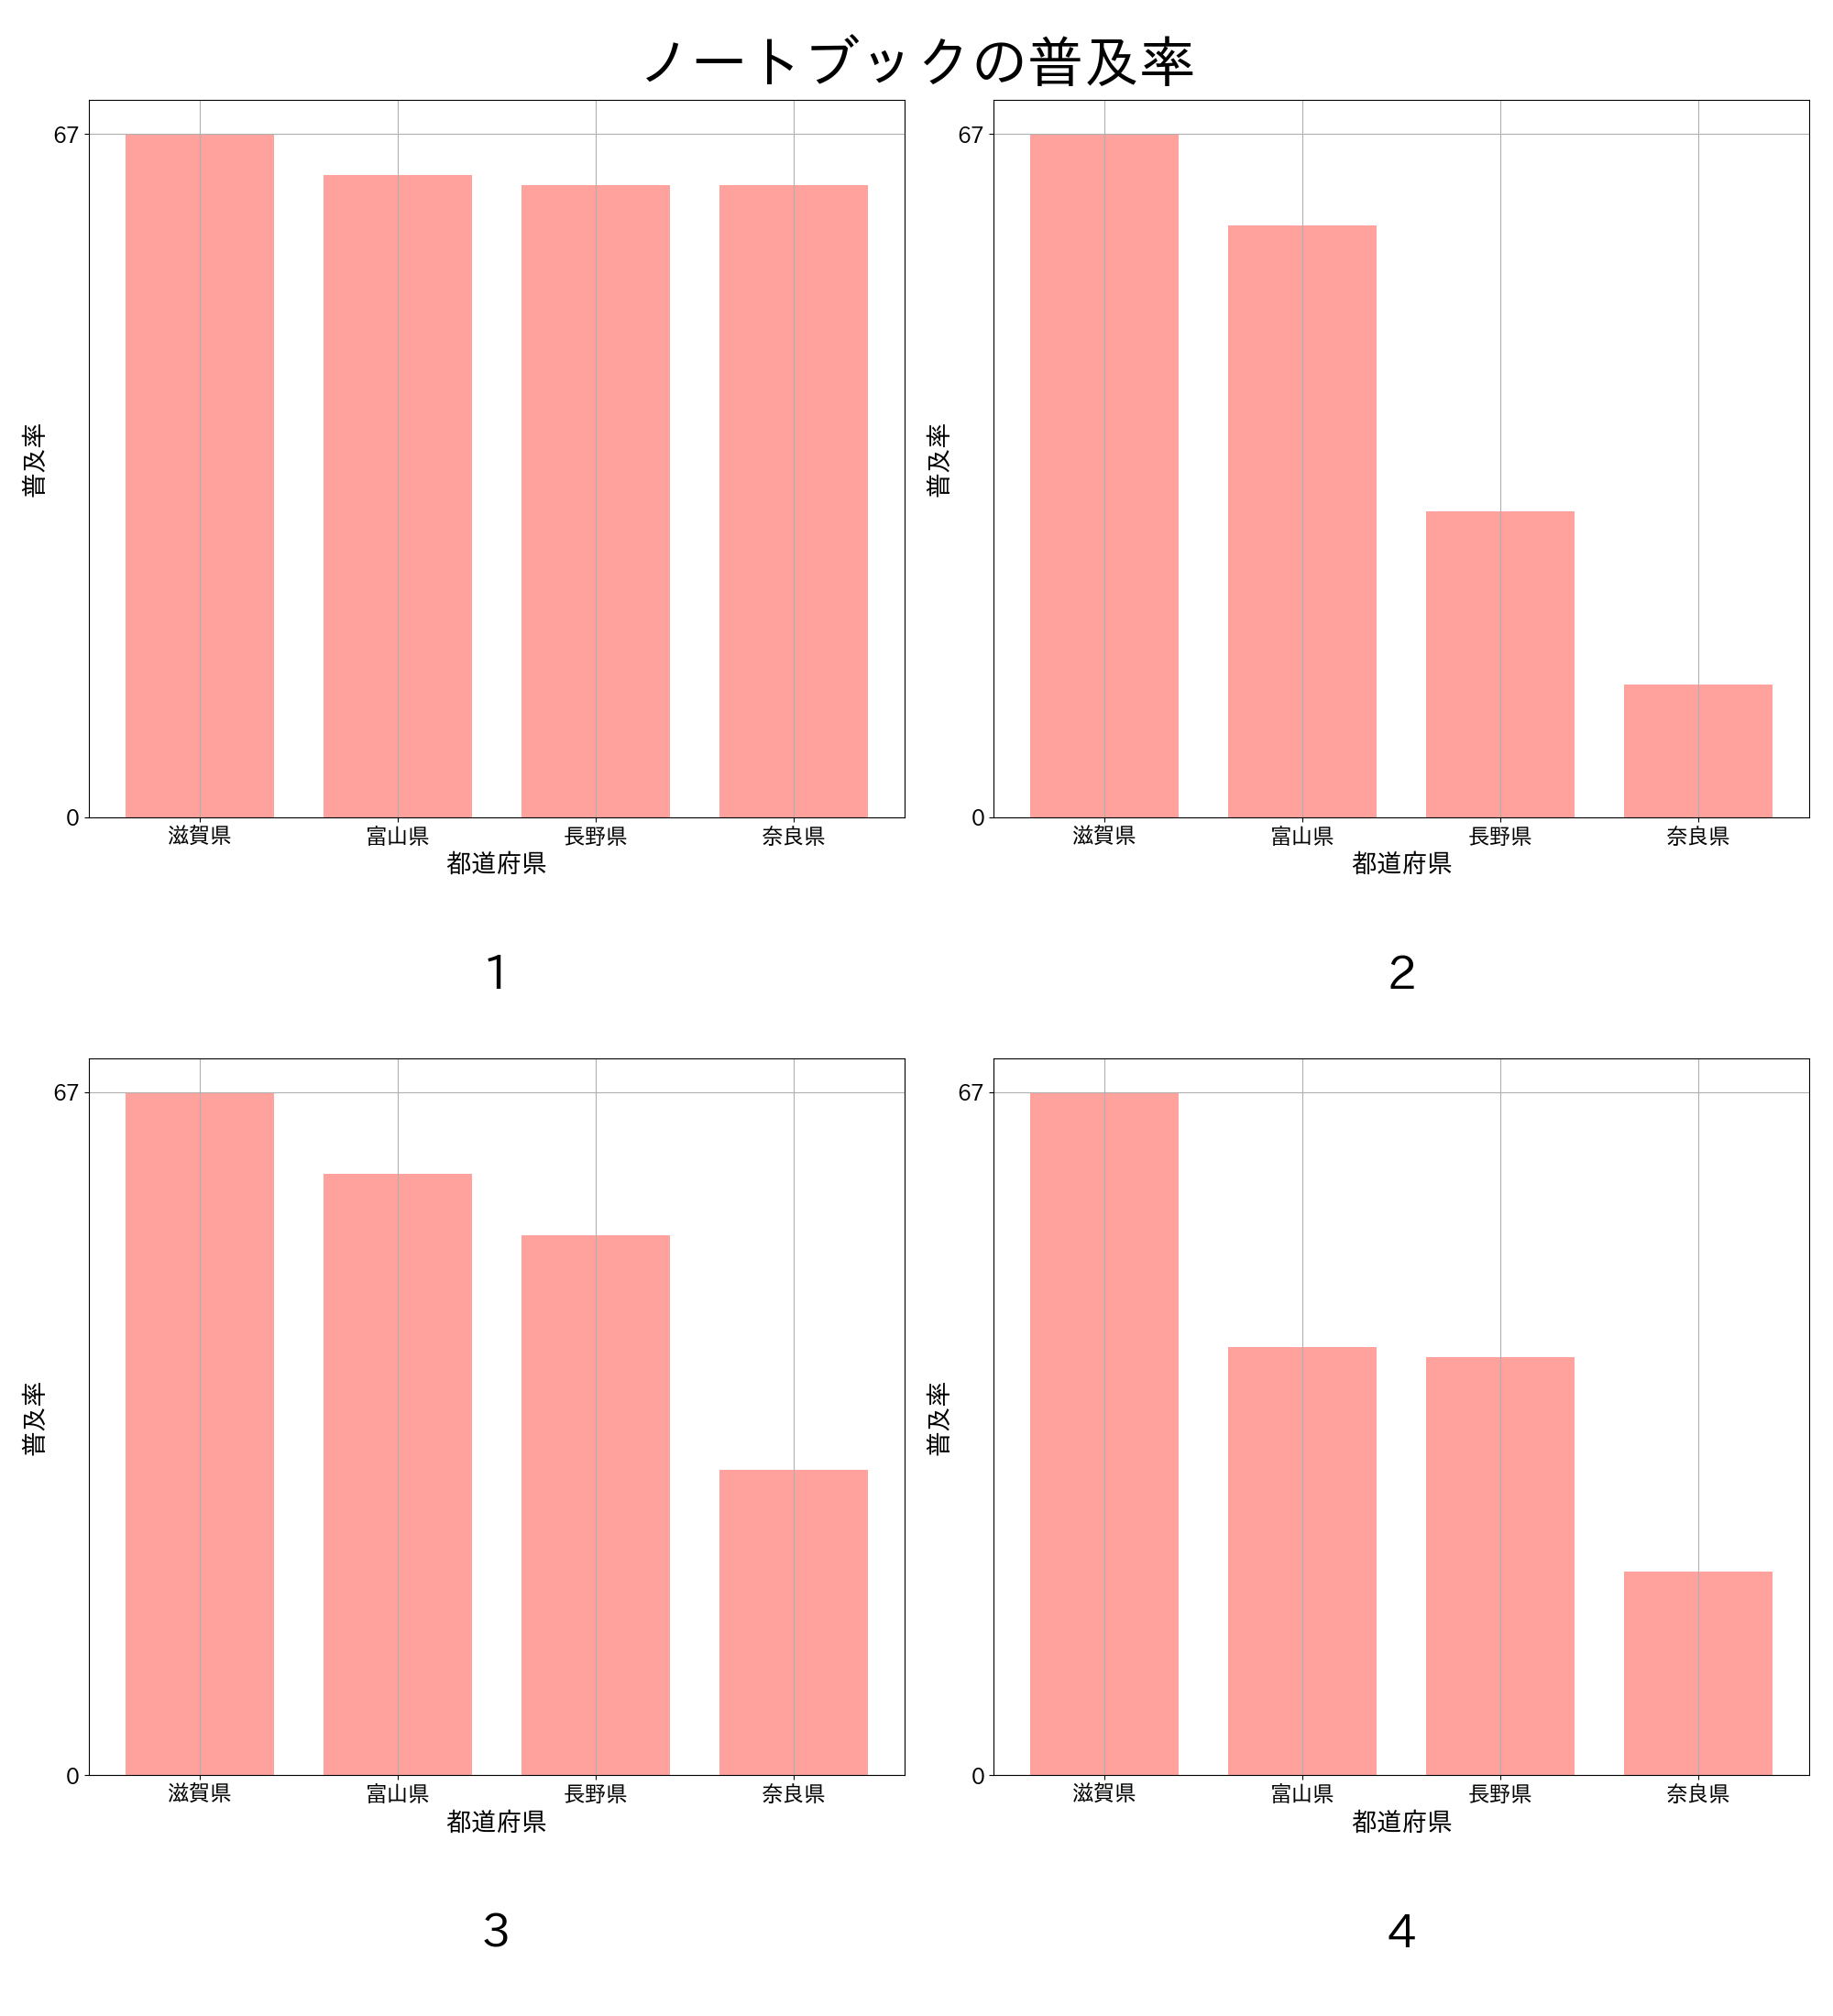 ノートブックの普及率
67
0
普及率
滋賀県 富山県 長野県 奈良県
都道府県
1
67
0
普及率
滋賀県 富山県 長野県 奈良県
都道府県
2
67
0
普及率
滋賀県 富山県 長野県 奈良県
都道府県
3
67
0
普及率
滋賀県 富山県 長野県 奈良県
都道府県
4